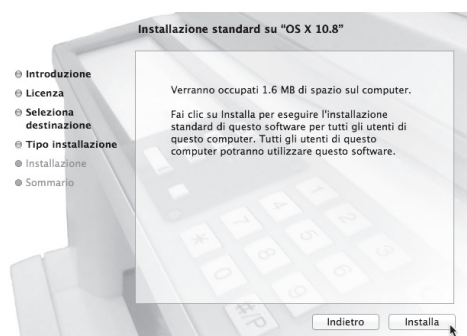 Installazione standard su “OS X 10.8”
Introduzione
Licenza
Seleziona
destinazione
Tipo installazione
Installazione
Sommario
Verranno occupati 1.6 MB di spazio sul computer.
Fai clic su Installa per eseguire l'installazione
standard di questo software per tutti gli utenti di
questo computer. Tutti gli utenti di questo
computer potranno utilizzare questo software.
Indietro
Installa